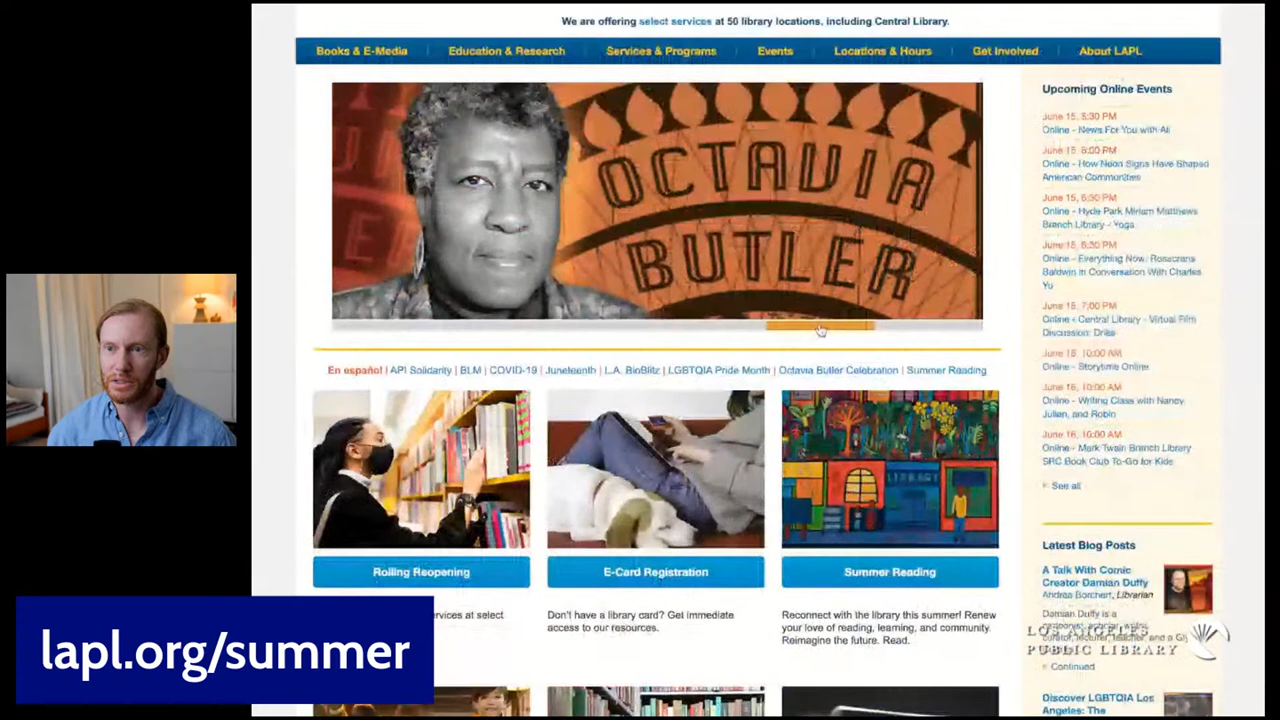 We are offering select services at 50 library locations, including Central Library.
Books & E-Media
Education & Research
Services & Programs
Events
Locations & Hours
Get Involved
About LAPL
OCTAVIA
BUTLER
En español | API Solidarity | BLM | COVID-19 | Juneteenth | L.A. BioBlitz | LGBTQIA Pride Month | Octavia Butler Celebration | Summer Reading
LIBRARY
Rolling Reopening
E-Card Registration
Summer Reading
ervices at select
Don't have a library card? Get immediate
access to our resources.
Reconnect with the library this summer! Renew
your love of reading, learning, and community.
Reimagine the future. Read.
Upcoming Online Events
June 15, 5:30 PM
Online - News For You with Ali
June 15, 6:00 PM
Online - How Neon Signs Have Shaped
American Communities
June 15, 6:30 PM
Online - Hyde Park Miriam Matthews
Branch Library - Yoga
June 15, 6:30 PM
Online - Everything Now: Rosecrans
Baldwin in Conversation With Charles
Yu
June 15, 7:00 PM
Online - Central Library - Virtual Film
Discussion:
June 16, 10:00 AM
Online - Storytime Online!
June 16, 10:00 AM
Online - Writing Class with Nancy,
Julian, and Robin
June 16, 10:00 AM
Online - Mark Twain Branch Library
SRC Book Club To-Go for Kids
See all
Latest Blog Posts
A Talk With Comic
Creator Damian Duffy
Andrea Borchert, Librarian
Damian Duffy is a
cartoonist, scholar, writer,
curator, lecturer, teacher, and a
Continued
Discover LGBTQIA Los
Angeles: The
LOS ANGELES
PUBLIC LIBRARY
lapl.org/summer